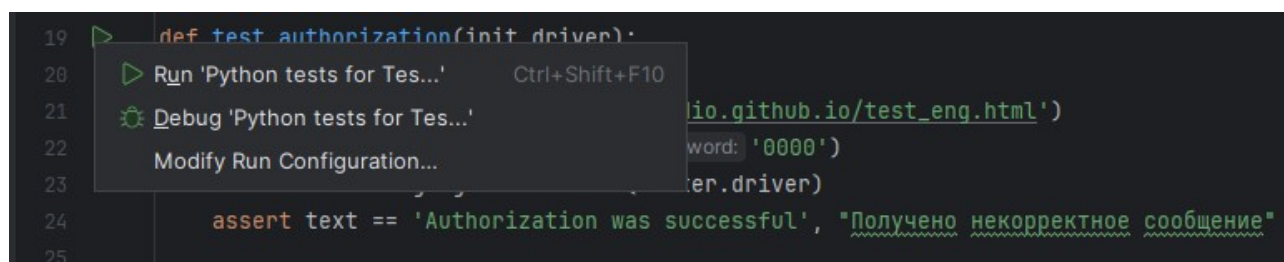 19 def test_authorization(init_driver):
20 Run 'Python tests for Tes...' Ctrl+Shift+F10
21 dio.github.io/test_eng.html')
Debug 'Python tests for Tes...'
22 word: '0000')
Modify Run Configuration...
23 er.driver)
24 assert text == 'Authorization was successful', "Получено некорректное сообщение"
25